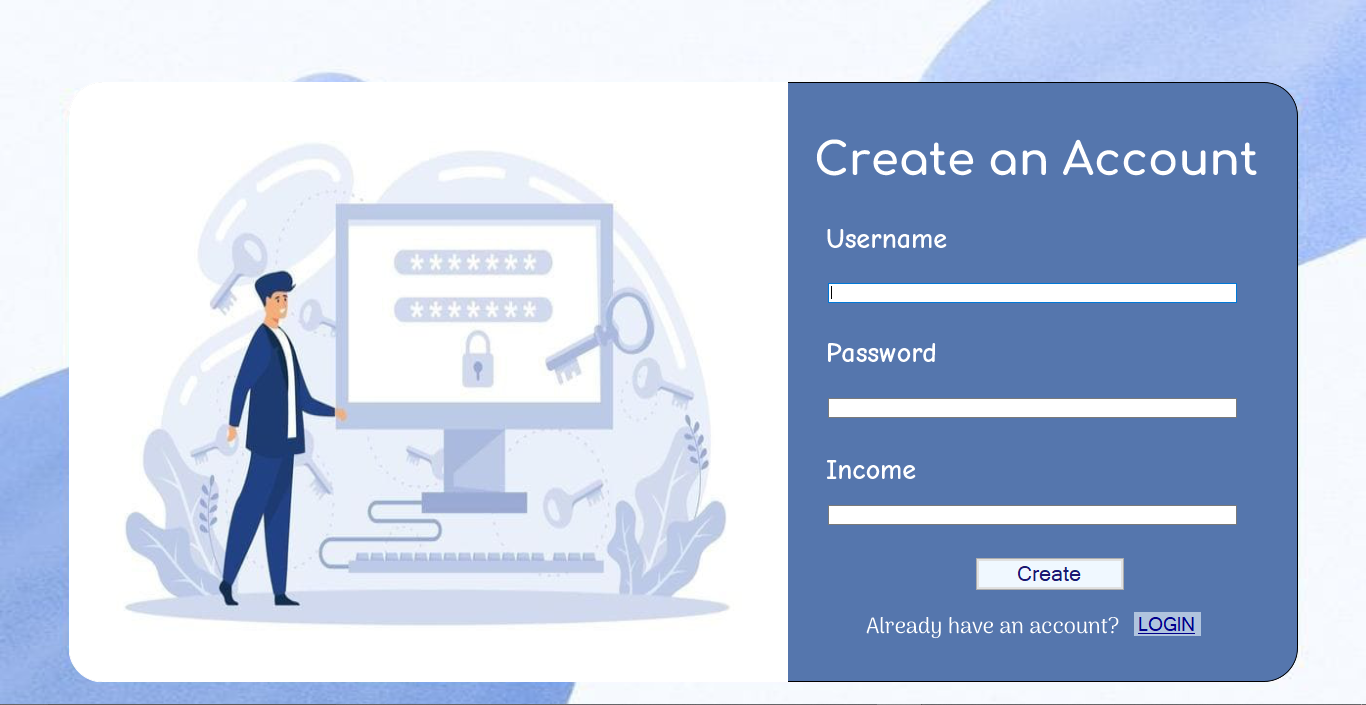 Create an Account
Username
*******
*******
Password
Income
Create
Already have an account? LOGIN